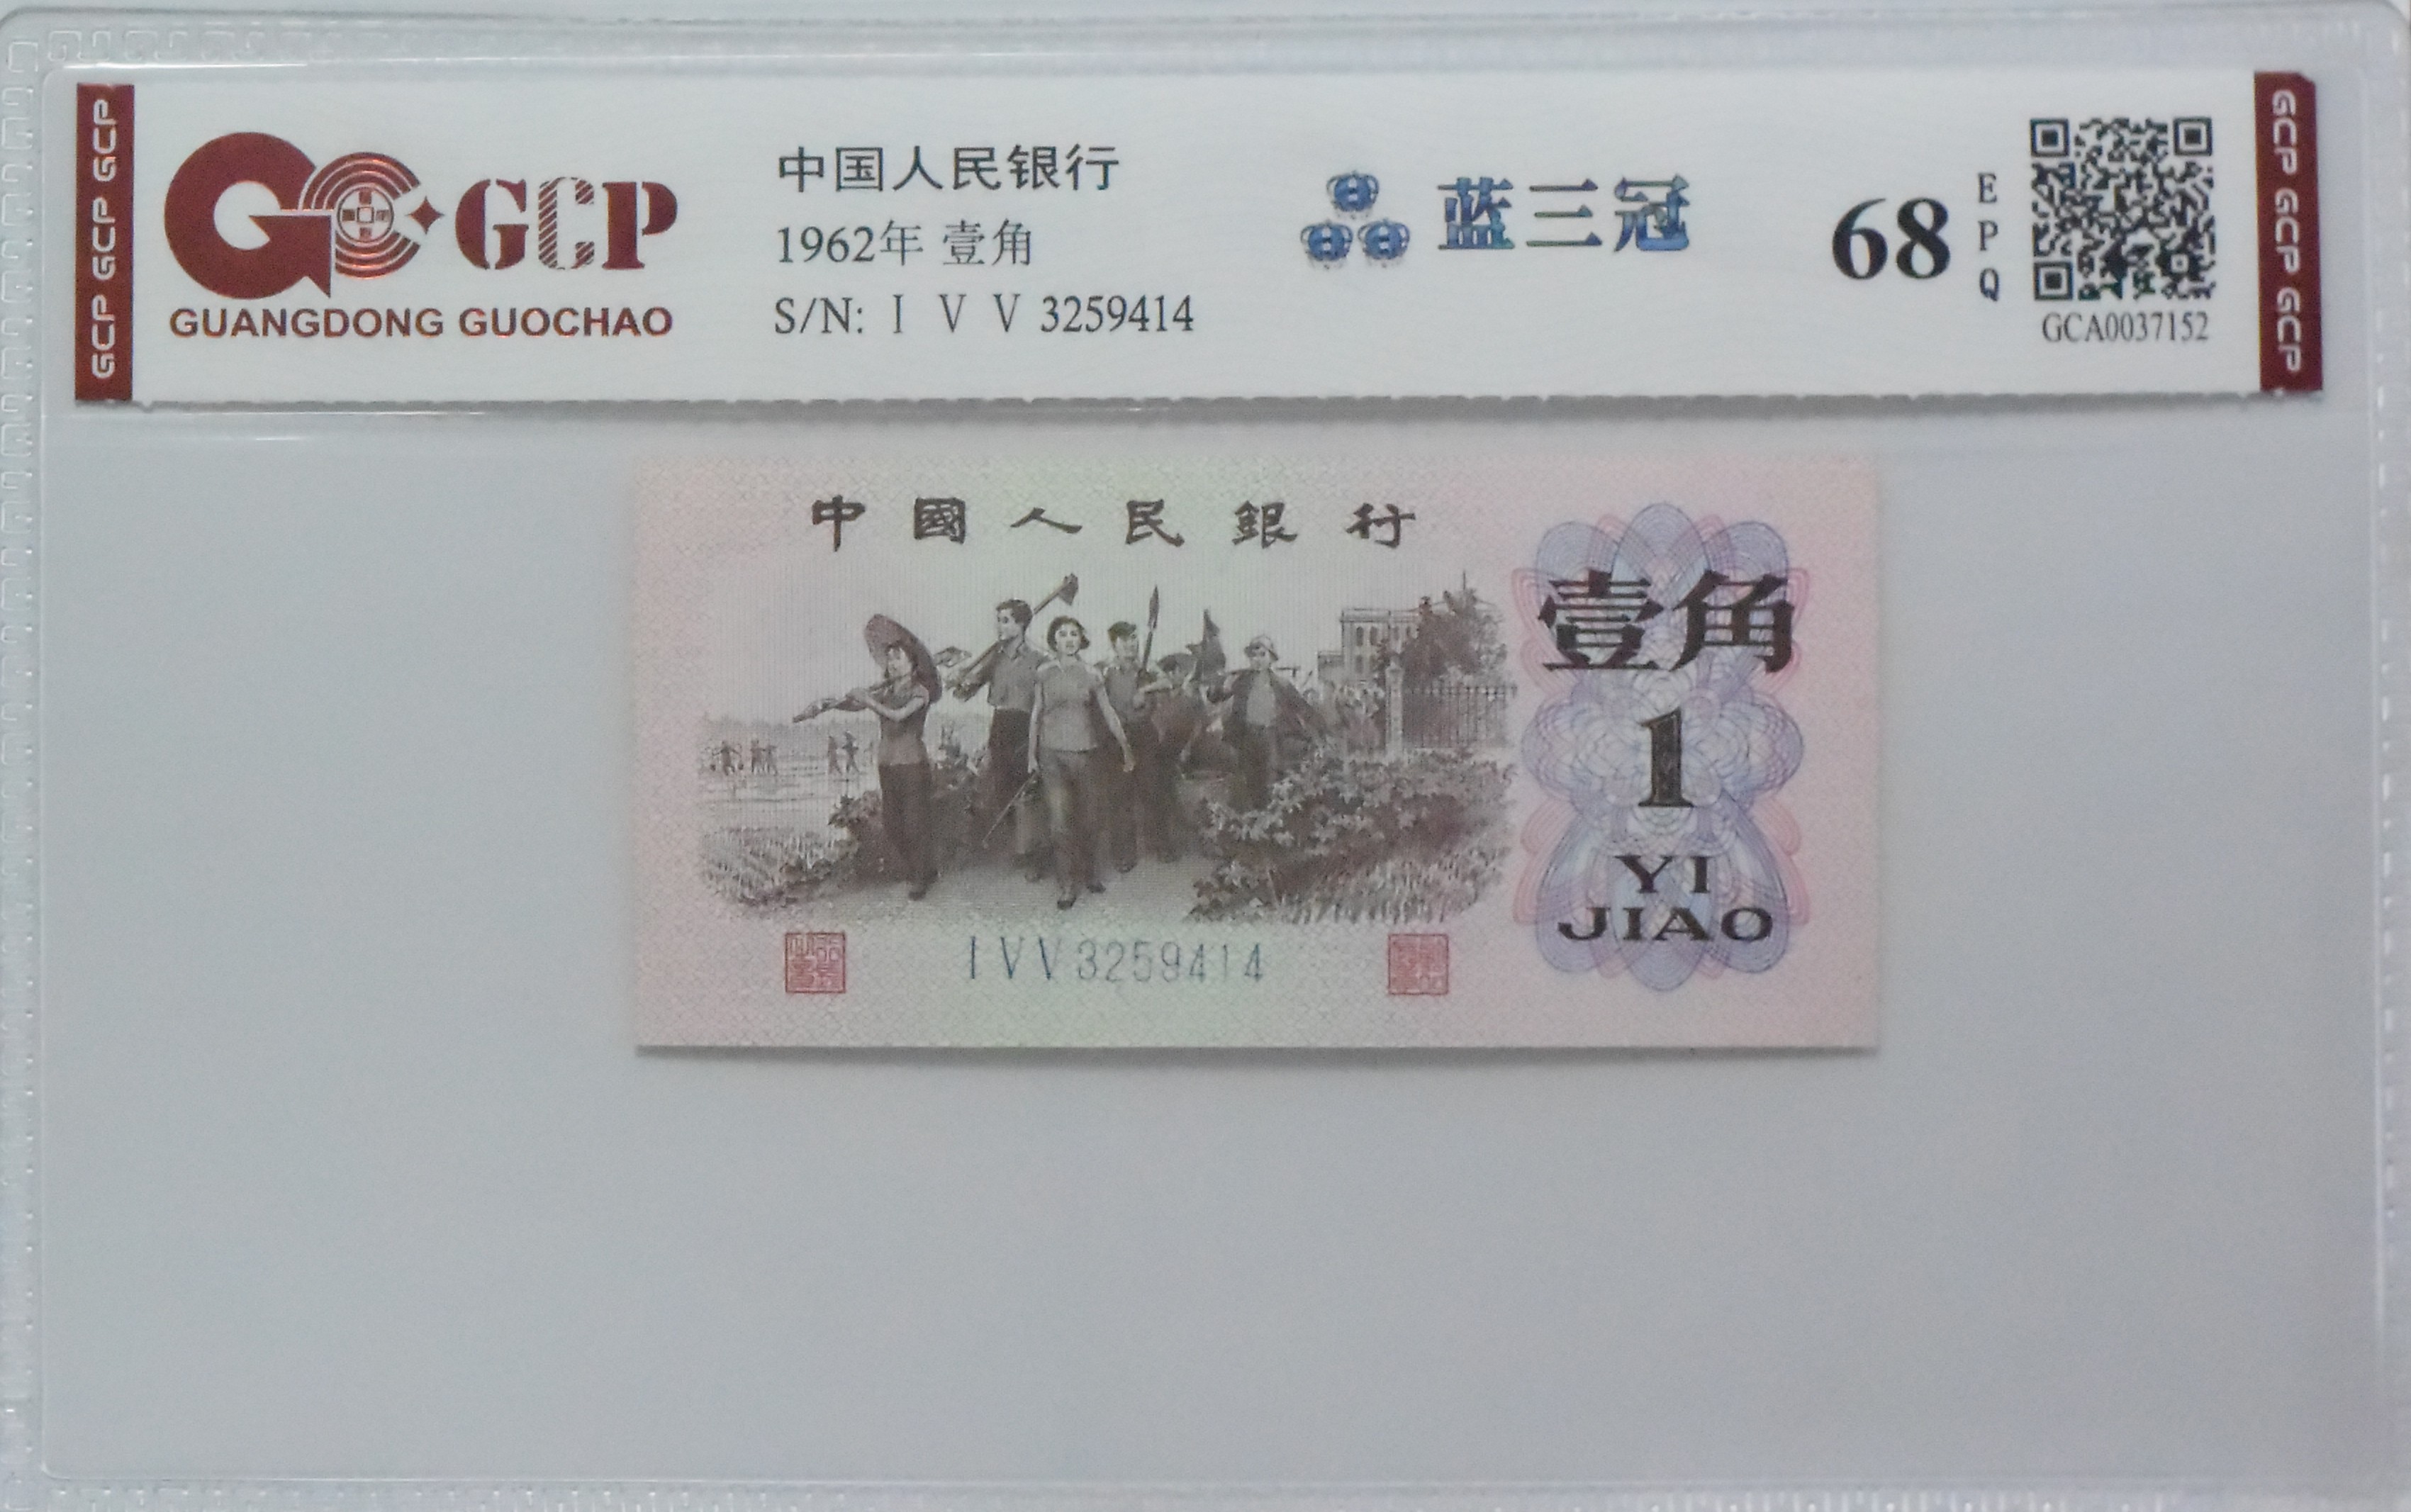 GCP GCP GCP
GCP
GUANGDONG GUOCHAO
中国人民银行
1962年 壹角
S/N: I V V 3259414
蓝三冠
68
E
P
Q
GCA0037152
GCP GCP GCP
中國人民銀行
壹角
1
YI
JIAO
I V V 3259414